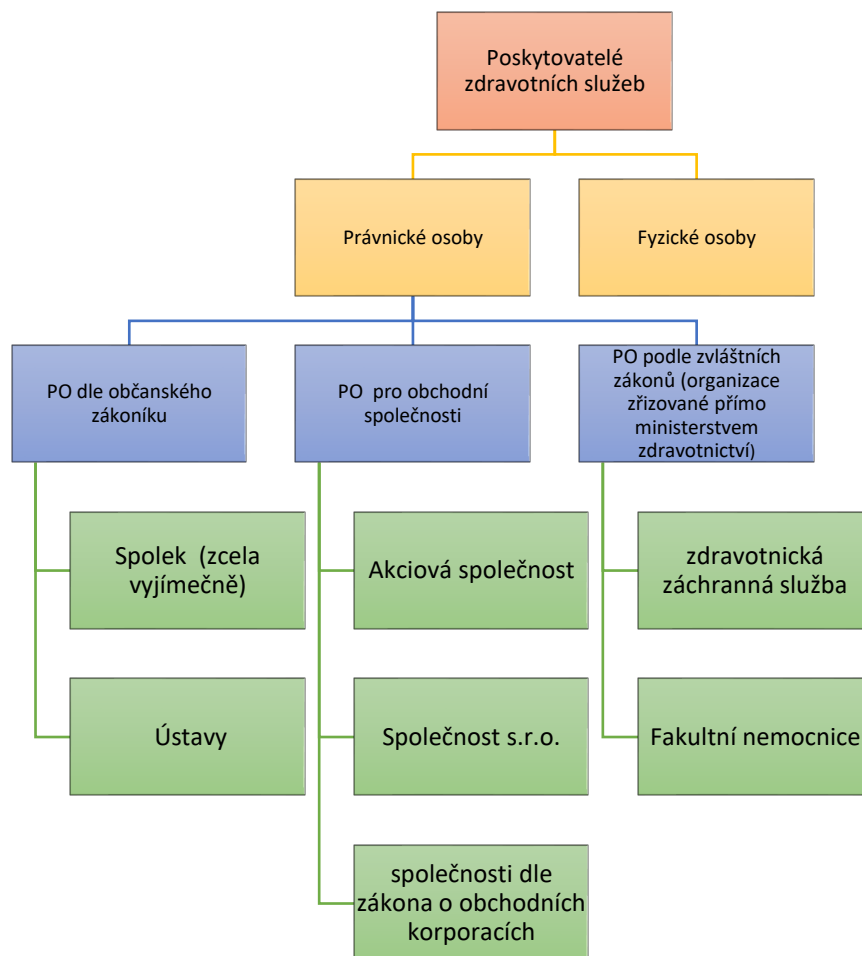 Poskytovatelé
zdravotních služeb
Právnické osoby
Fyzické osoby
PO dle občanského
zákoníku
PO  pro obchodní
společnosti
PO podle zvláštních
zákonů (organizace
zřizované přímo
ministerstvem
zdravotnictví)
Spolek  (zcela
vyjímečně)
Akciová společnost
zdravotnická
záchranná služba
Ústavy
Společnost s.r.o.
Fakultní nemocnice
společnosti dle
zákona o obchodních
korporacích